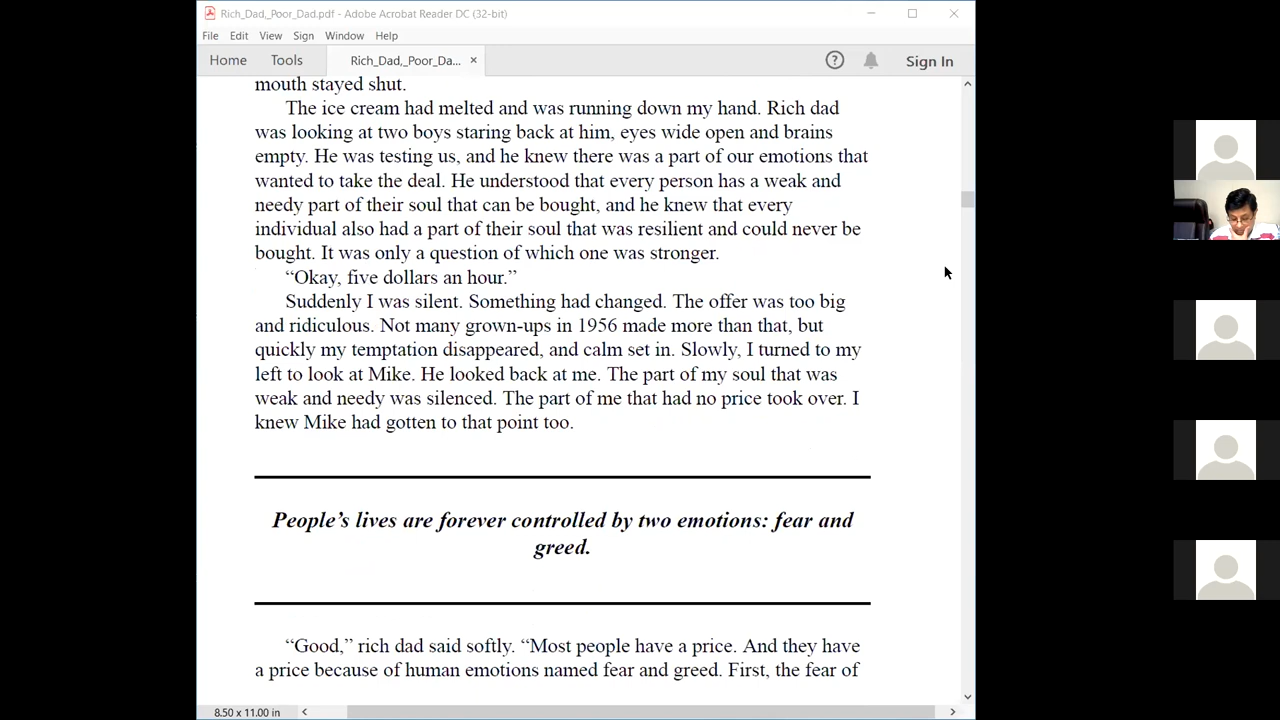 Rich_Dad,_Poor_Dad.pdf - Adobe Acrobat Reader DC (32-bit)
File Edit View Sign Window Help
Home Tools Rich_Dad,_Poor_Da... × ? Sign In
mouth stayed shut.
The ice cream had melted and was running down my hand. Rich dad
was looking at two boys staring back at him, eyes wide open and brains
empty. He was testing us, and he knew there was a part of our emotions that
wanted to take the deal. He understood that every person has a weak and
needy part of their soul that can be bought, and he knew that every
individual also had a part of their soul that was resilient and could never be
bought. It was only a question of which one was stronger.
“Okay, five dollars an hour.”
Suddenly I was silent. Something had changed. The offer was too big
and ridiculous. Not many grown-ups in 1956 made more than that, but
quickly my temptation disappeared, and calm set in. Slowly, I turned to my
left to look at Mike. He looked back at me. The part of my soul that was
weak and needy was silenced. The part of me that had no price took over. I
knew Mike had gotten to that point too.
People’s lives are forever controlled by two emotions: fear and
greed.
“Good,” rich dad said softly. “Most people have a price. And they have
a price because of human emotions named fear and greed. First, the fear of
8.50 x 11.00 in